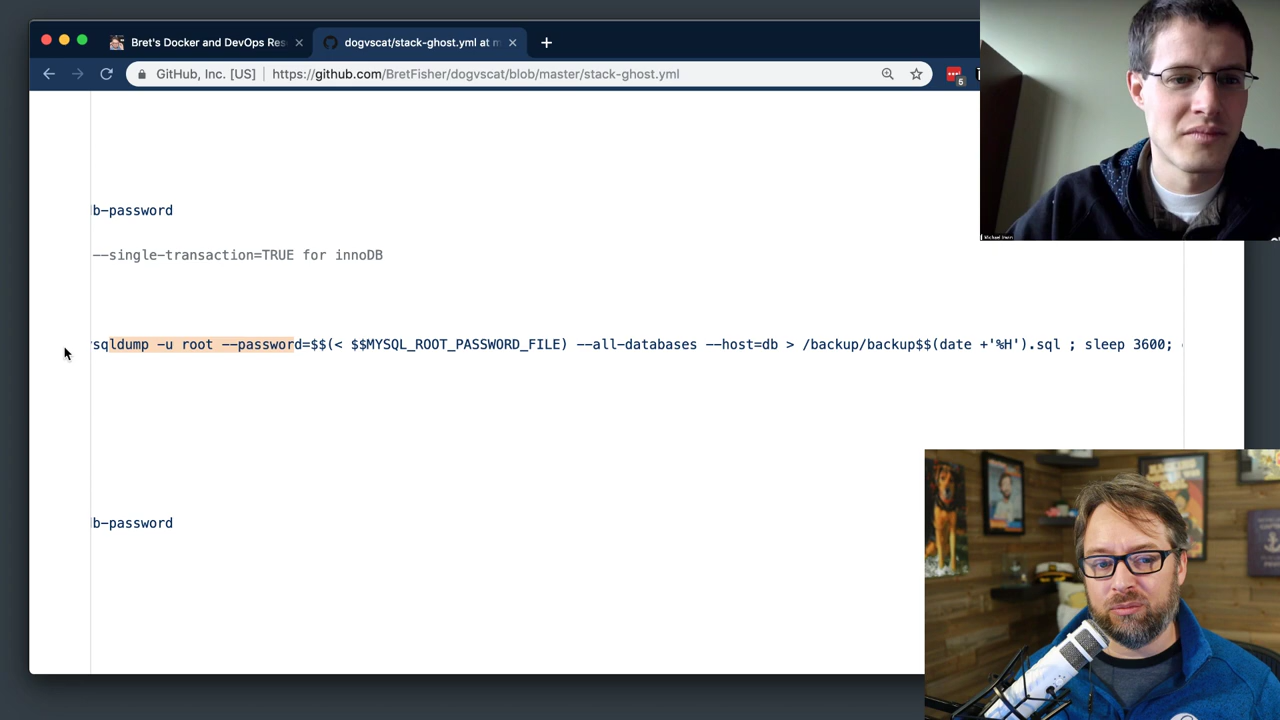 Bret's Docker and DevOps Res
dogvscat/stack-ghost.yml at m
GitHub, Inc. [US]
https://github.com/BretFisher/dogvscat/blob/master/stack-ghost.yml
6
b-password
--single-transaction=TRUE for innoDB
sqldump -u root --password=$$(< $$MYSQL_ROOT_PASSWORD_FILE) --all-databases --host=db > /backup/backup$$(date +'%H').sql ; sleep 3600;
b-password